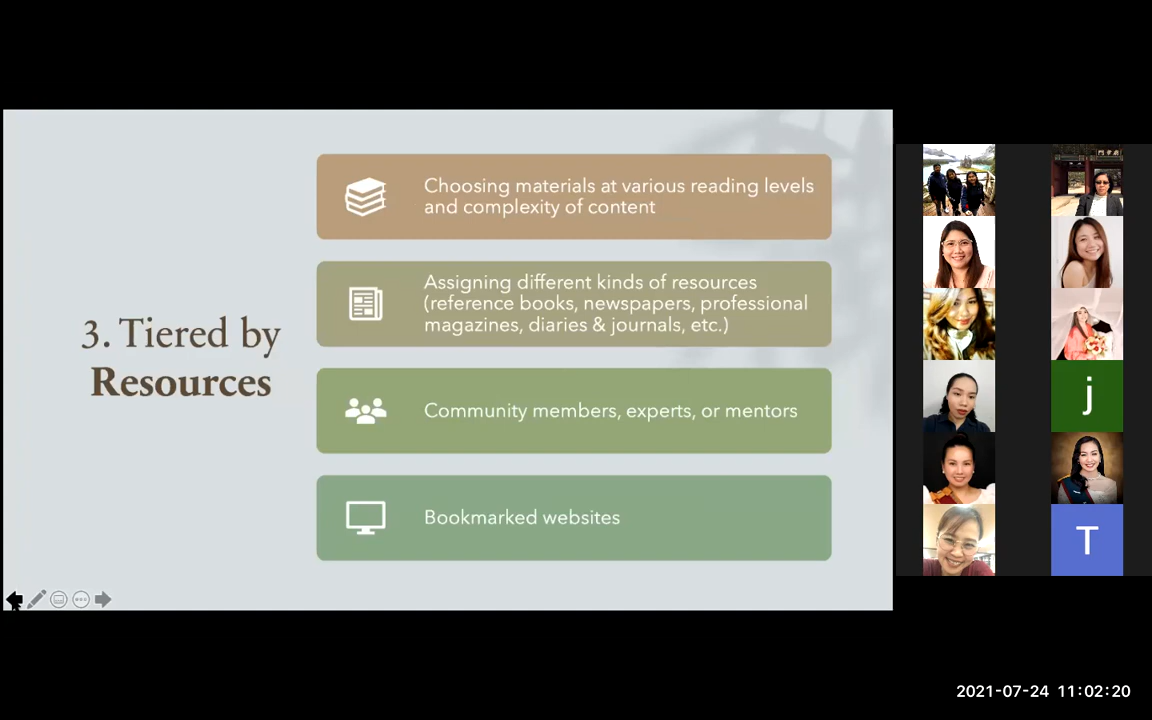 3. Tiered by
Resources
Choosing materials at various reading levels
and complexity of content
Assigning different kinds of resources
(reference books, newspapers, professional
magazines, diaries & journals, etc.)
Community members, experts, or mentors
Bookmarked websites
j
T
2021-07-24 11:02:20